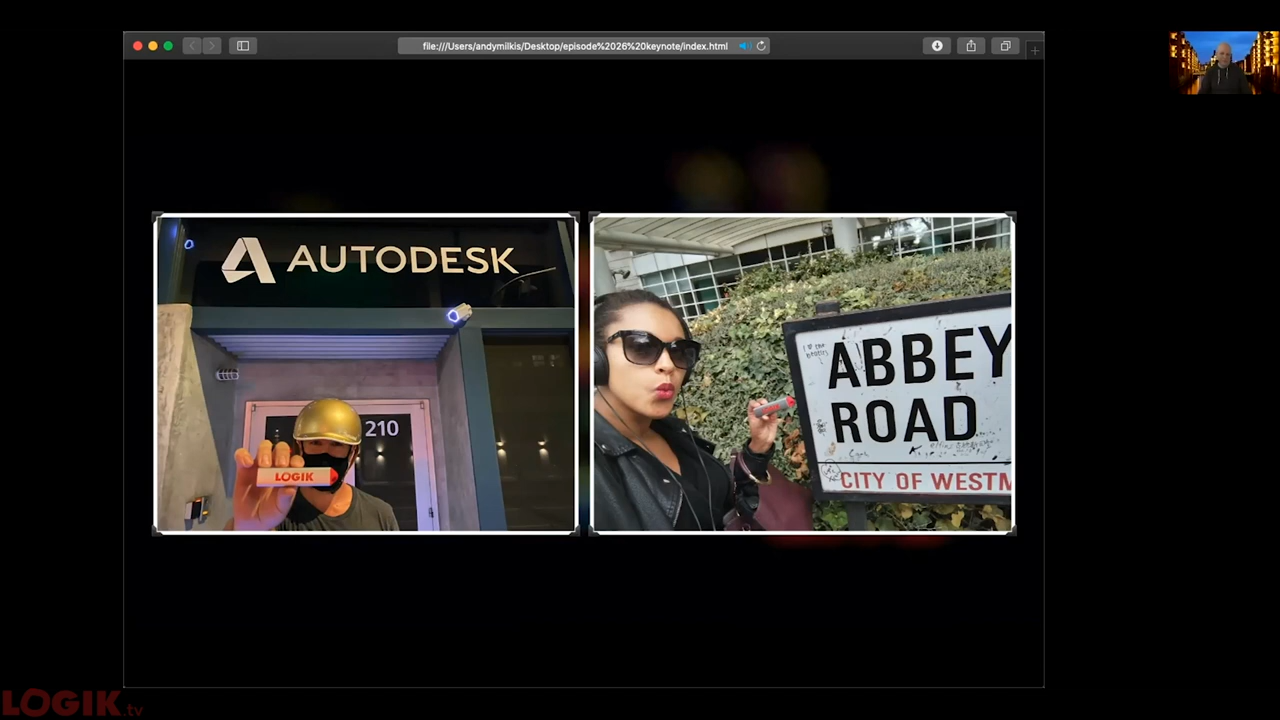 file:///Users/andymilkis/Desktop/episode%2026%20keynote/index.html
AUTODESK
210
LOGIK
ABBEY
ROAD
CITY OF WESTM
LOGIK.tv